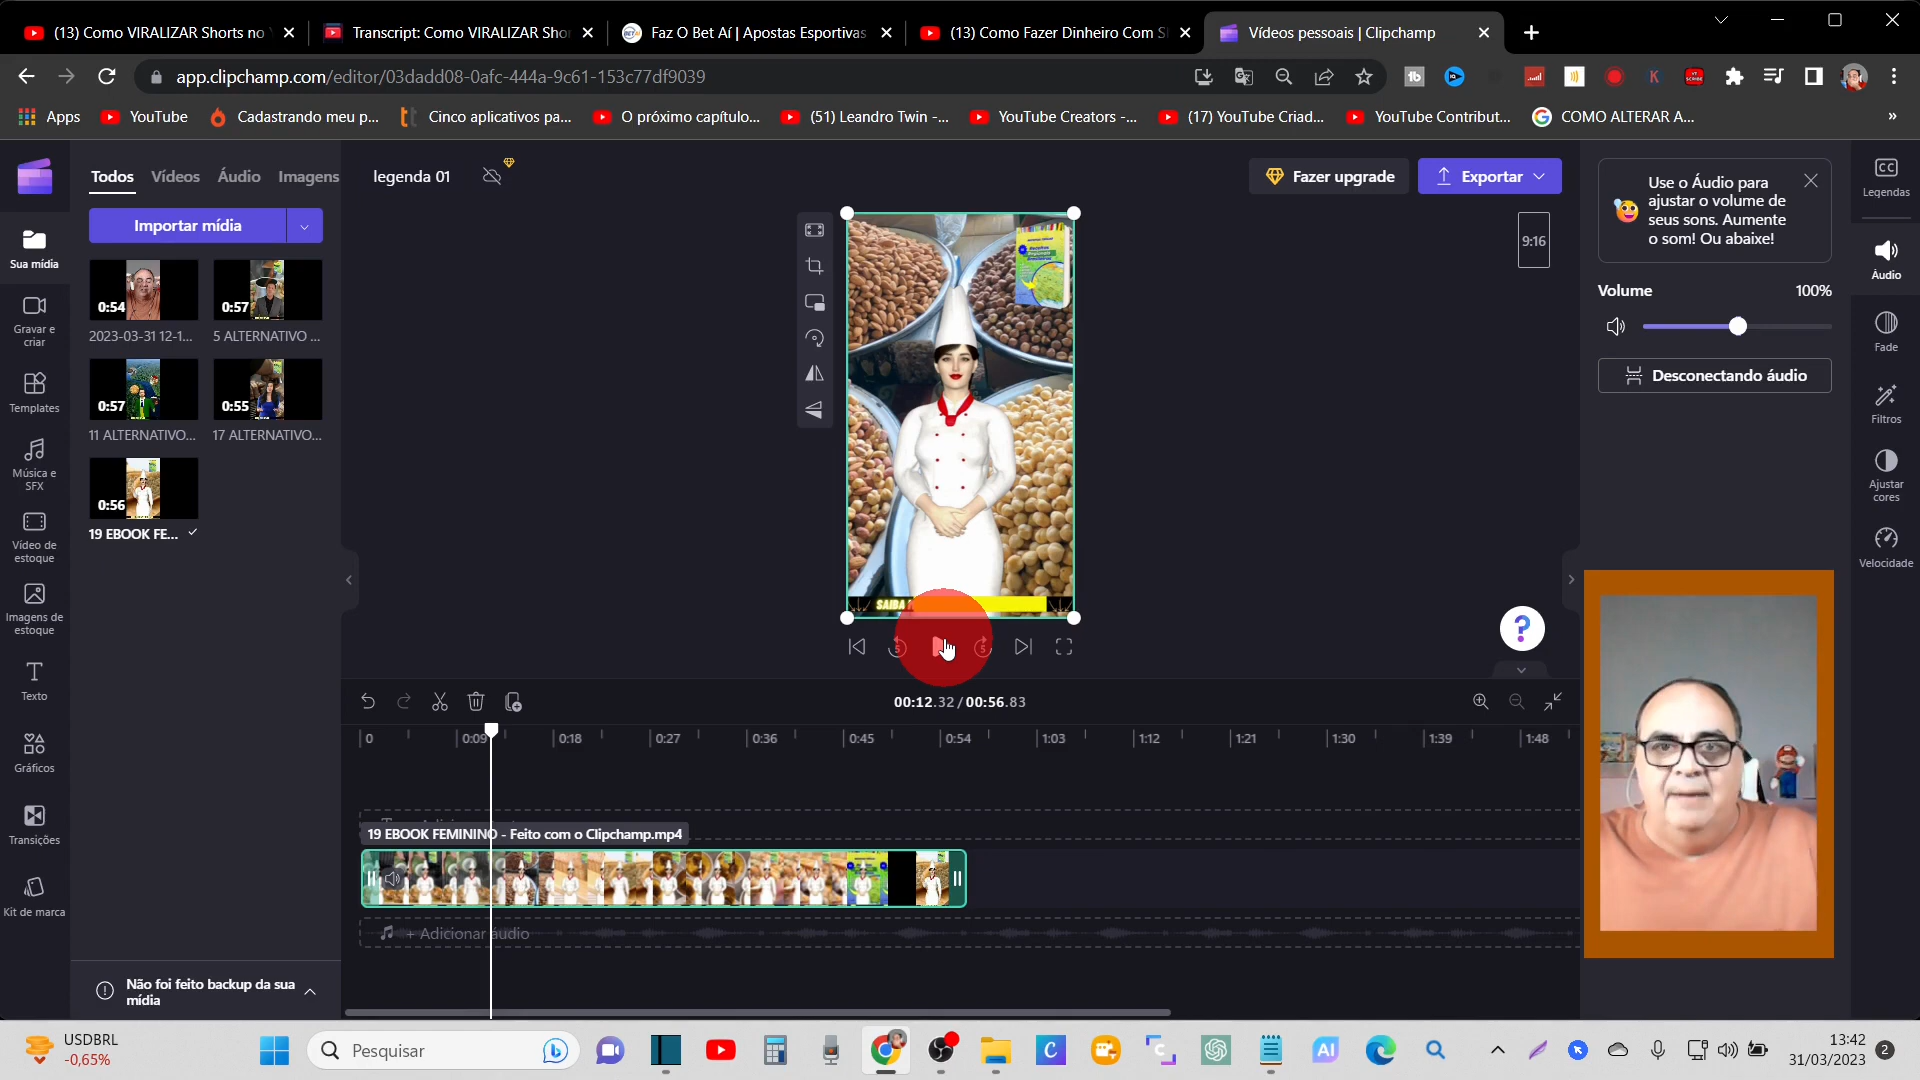 (13) Como VIRALIZAR Shorts no
Transcript: Como VIRALIZAR Sho
Faz O Bet Aí | Apostas Esportivas
(13) Como Fazer Dinheiro Com S
Vídeos pessoais | Clipchamp
app.clipchamp.com/editor/03dadd08-0afc-444a-9c61-153c77df9039
Apps
YouTube
Cadastrando meu p...
Cinco aplicativos pa...
O próximo capítulo...
(51) Leandro Twin -...
YouTube Creators -...
(17) YouTube Criad...
YouTube Contribut...
COMO ALTERAR A...
Todos
Vídeos
Áudio
Imagens
legenda 01
Fazer upgrade
Exportar
Importar mídia
Sua mídia
Gravar e
criar
Templates
Música e
SFX
Vídeo de
estoque
Imagens de
estoque
Texto
Gráficos
Transições
Kit de marca
0:54
2023-03-31 12-1...
0:57
5 ALTERNATIVO ...
0:57
11 ALTERNATIVO...
0:55
17 ALTERNATIVO...
0:56
19 EBOOK FE...
Não foi feito backup da sua
mídia
9:16
SAIBA
Use o Áudio para
ajustar o volume de
seus sons. Aumente
o som! Ou abaixe!
Volume
100%
Desconectando áudio
CC
Legendas
Áudio
Fade
Filtros
Ajustar
cores
Velocidade
5
5
?
00:12.32 / 00:56.83
0
0:09
0:18
0:27
0:36
0:45
0:54
1:03
1:12
1:21
1:30
1:39
1:48
19 EBOOK FEMININO - Feito com o Clipchamp.mp4
+ Adicionar áudio
USDBRL
-0,65%
Pesquisar
C
AI
13:42
31/03/2023
2